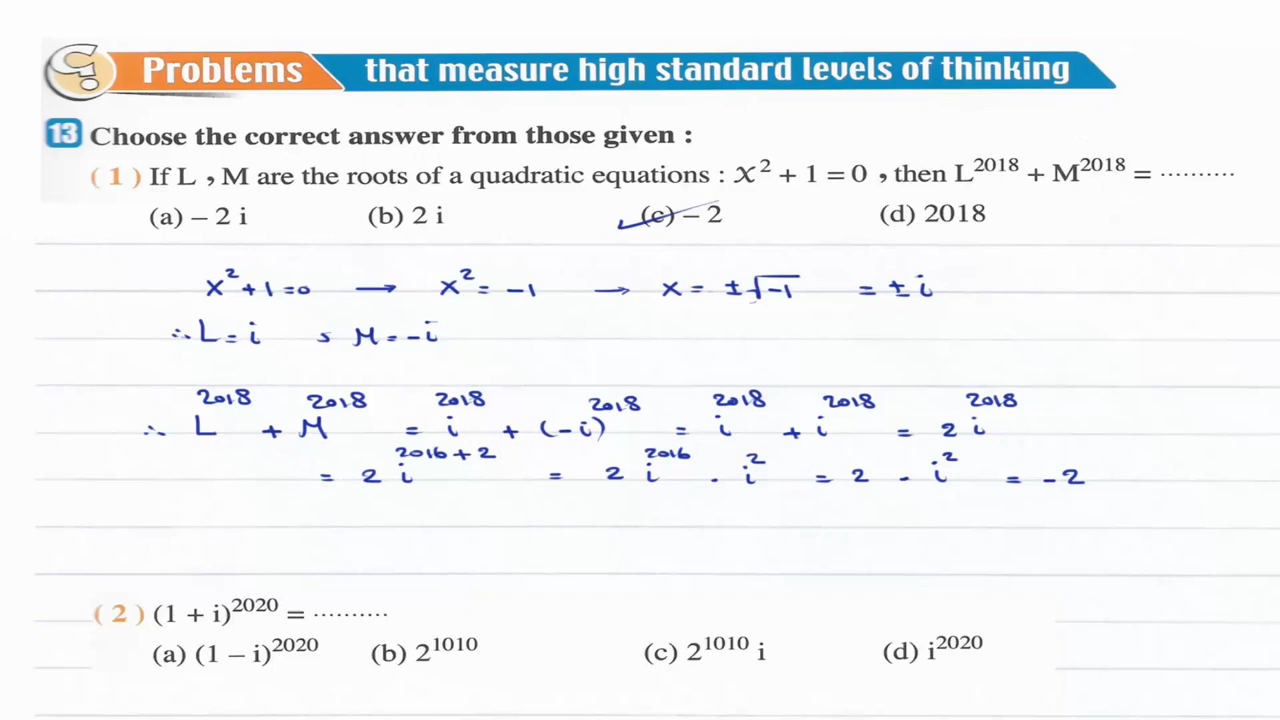 Problems that measure high standard levels of thinking
13 Choose the correct answer from those given :
( 1 ) If L , M are the roots of a quadratic equations : x² + 1 = 0 , then L²⁰¹⁸ + M²⁰¹⁸ = ··········
(a) – 2 i (b) 2 i (c) – 2 (d) 2018
x² + 1 = 0 → x² = -1 → x = ±√-1 = ± i
∴ L = i , M = -i
∴ L²⁰¹⁸ + M²⁰¹⁸ = i²⁰¹⁸ + (-i)²⁰¹⁸ = i²⁰¹⁸ + i²⁰¹⁸ = 2 i²⁰¹⁸
= 2 i²⁰¹⁶⁺² = 2 i²⁰¹⁶ . i² = 2 . i² = -2
( 2 ) (1 + i)²⁰²⁰ = ··········
(a) (1 – i)²⁰²⁰ (b) 2¹⁰¹⁰ (c) 2¹⁰¹⁰ i (d) i²⁰²⁰